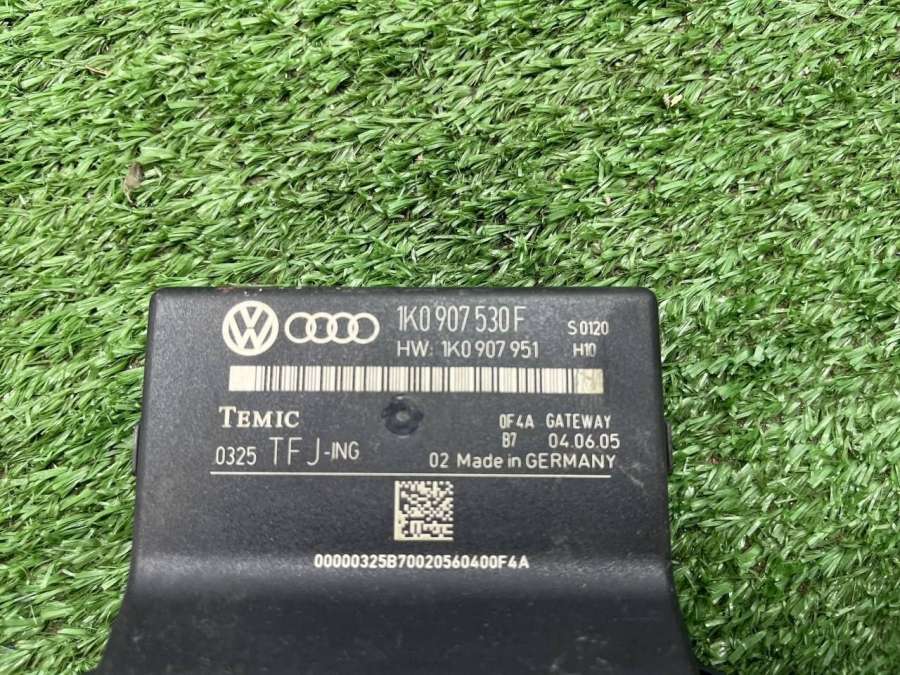 1K0 907 530 F S0120
HW: 1K0 907 951 H10
TEMIC 0F4A GATEWAY
B7 04.06.05
0325 TFJ-ING 02 Made in GERMANY
00000325B70020560400F4A